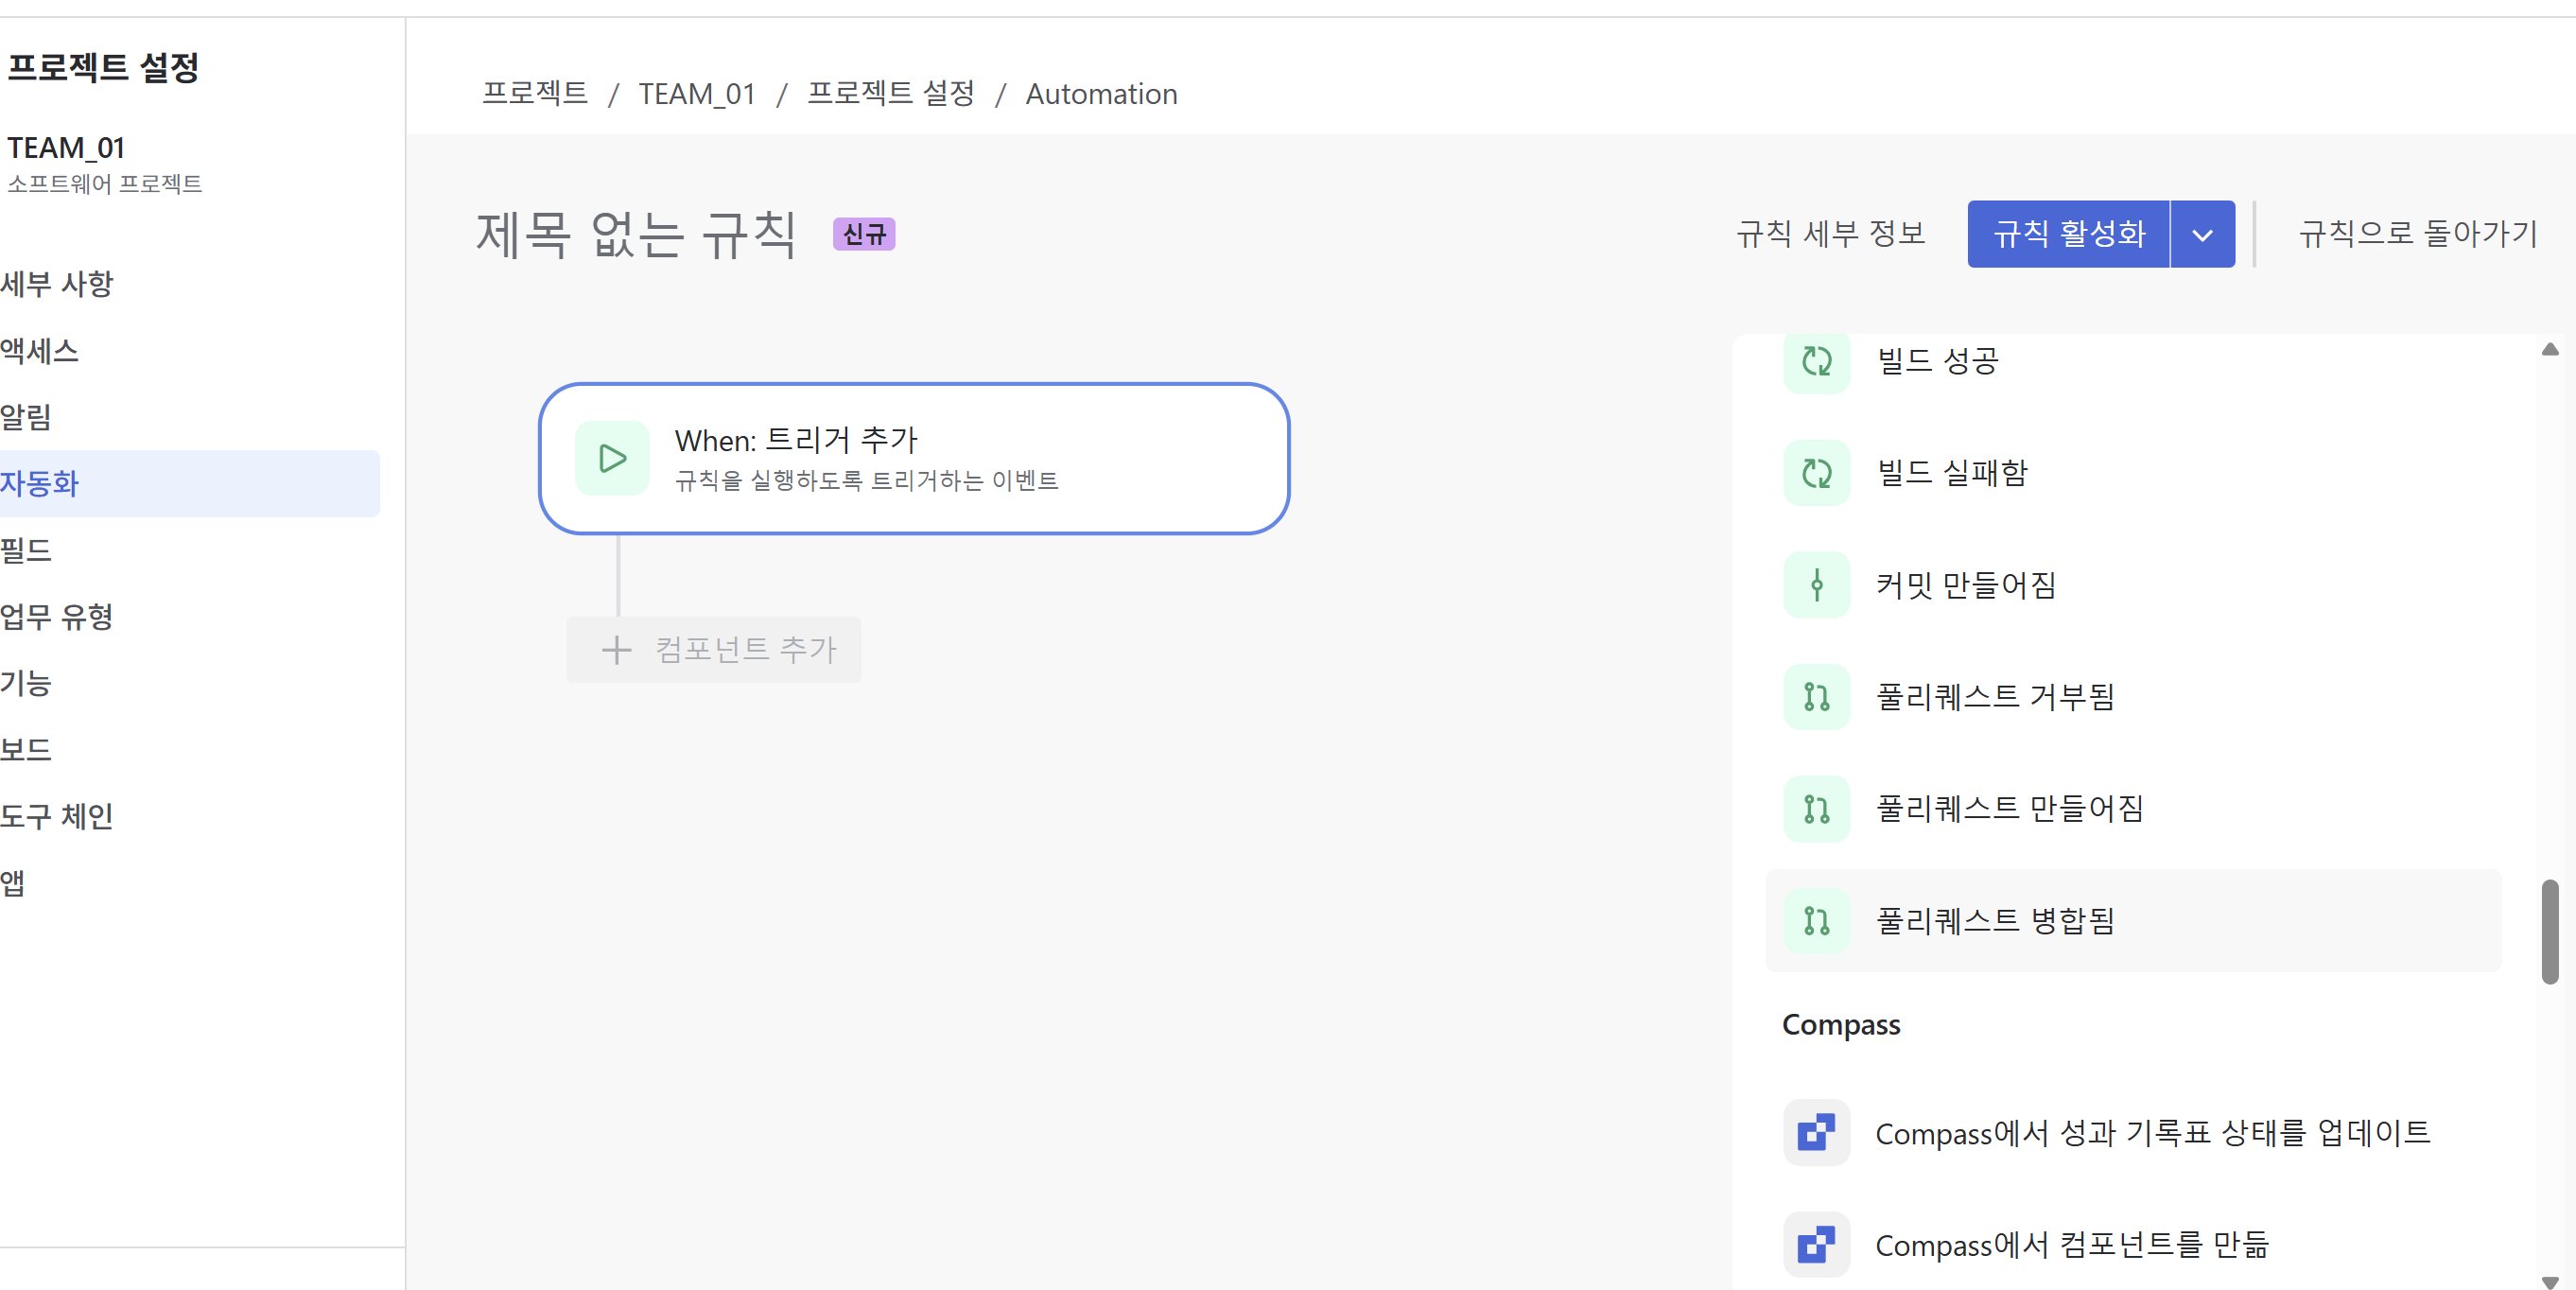 프로젝트 설정
TEAM_01
소프트웨어 프로젝트
세부 사항
액세스
알림
자동화
필드
업무 유형
기능
보드
도구 체인
앱
프로젝트 / TEAM_01 / 프로젝트 설정 / Automation
제목 없는 규칙 신규
규칙 세부 정보 규칙 활성화 규칙으로 돌아가기
When: 트리거 추가
규칙을 실행하도록 트리거하는 이벤트
컴포넌트 추가
빌드 성공
빌드 실패함
커밋 만들어짐
풀리퀘스트 거부됨
풀리퀘스트 만들어짐
풀리퀘스트 병합됨
Compass
Compass에서 성과 기록표 상태를 업데이트
Compass에서 컴포넌트를 만듦